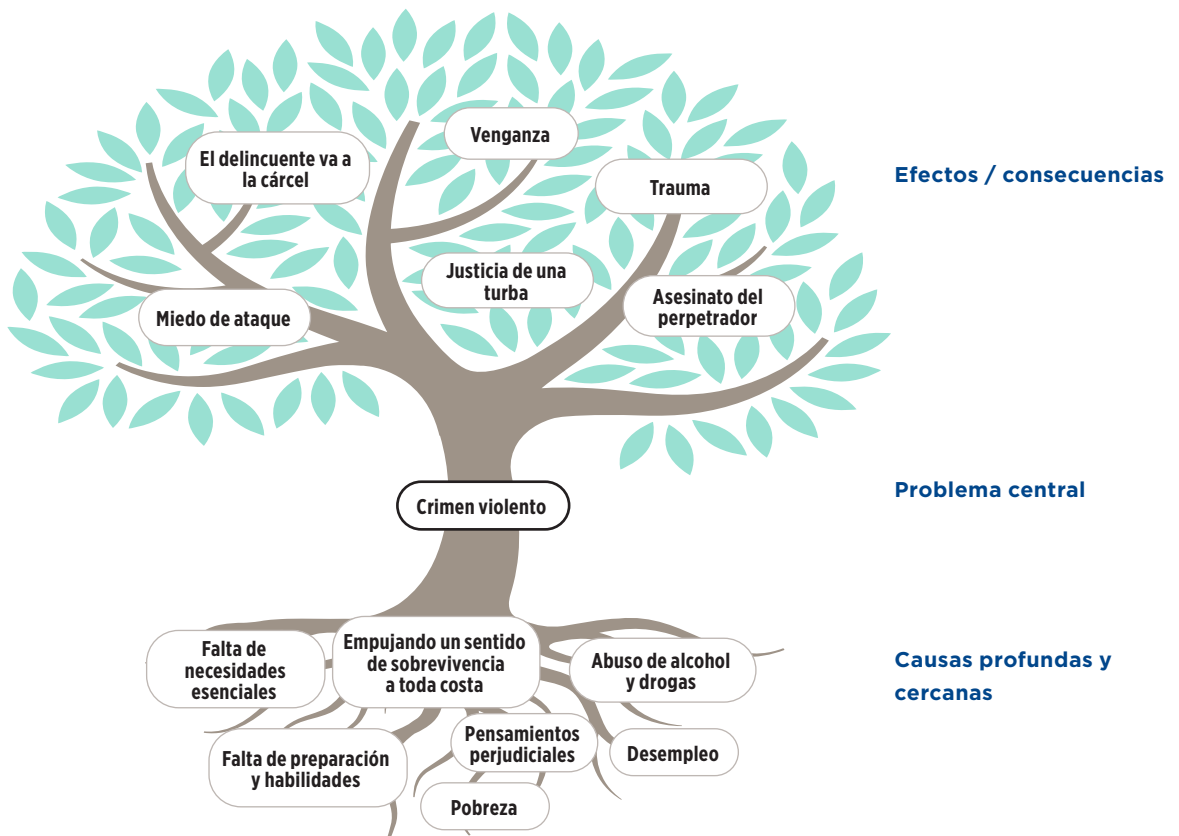 Venganza
El delincuente va a
la cárcel
Trauma
Efectos / consecuencias
Justicia de una
turba
Asesinato del
perpetrador
Miedo de ataque
Problema central
Crimen violento
Falta de
necesidades
esenciales
Empujando un sentido
de sobrevivencia
a toda costa
Abuso de alcohol
y drogas
Causas profundas y
cercanas
Falta de preparación
y habilidades
Pensamientos
perjudiciales
Desempleo
Pobreza